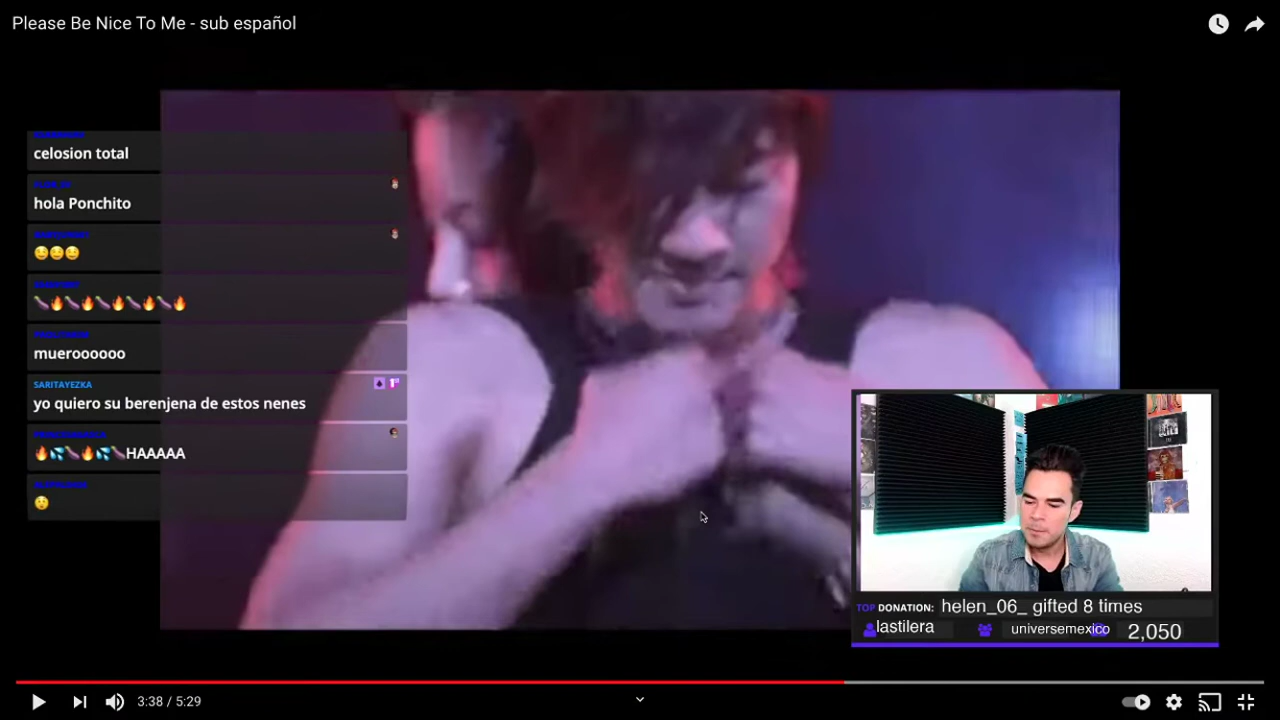 Please Be Nice To Me - sub español
celosion total
hola Ponchito
mueroooooo
SARITAYEZKA
yo quiero su berenjena de estos nenes
HAAAAA
TOP DONATION: helen_06_ gifted 8 times
lastilera universemexico 2,050
3:38 / 5:29